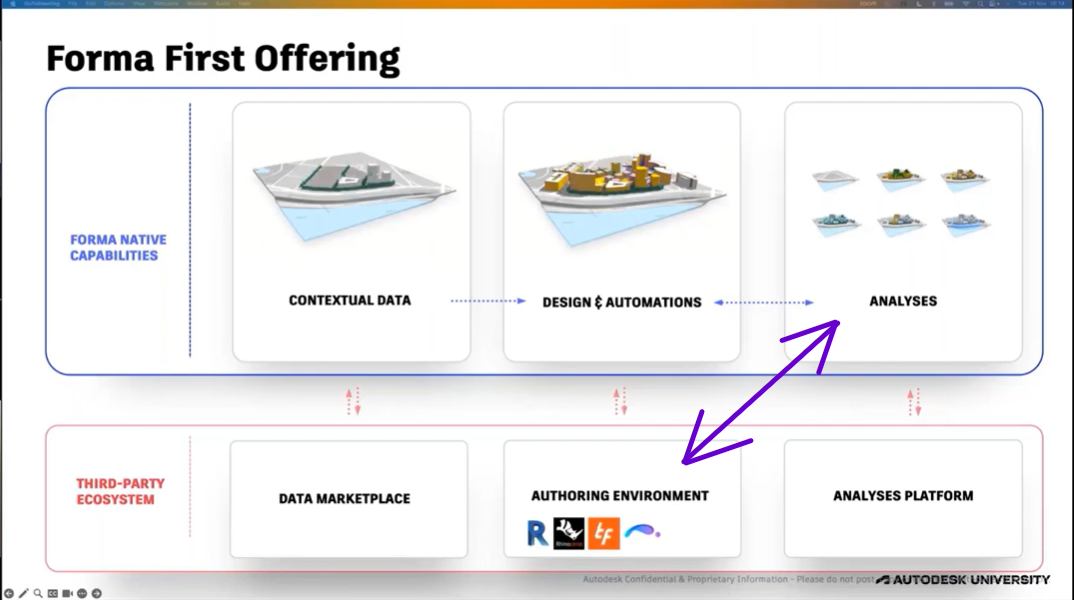 Forma First Offering
FORMA NATIVE
CAPABILITIES
CONTEXTUAL DATA
DESIGN & AUTOMATIONS
ANALYSES
THIRD-PARTY
ECOSYSTEM
DATA MARKETPLACE
AUTHORING ENVIRONMENT
R
tf
ANALYSES PLATFORM
Autodesk Confidential & Proprietary Information - Please do not post
AUTODESK UNIVERSITY